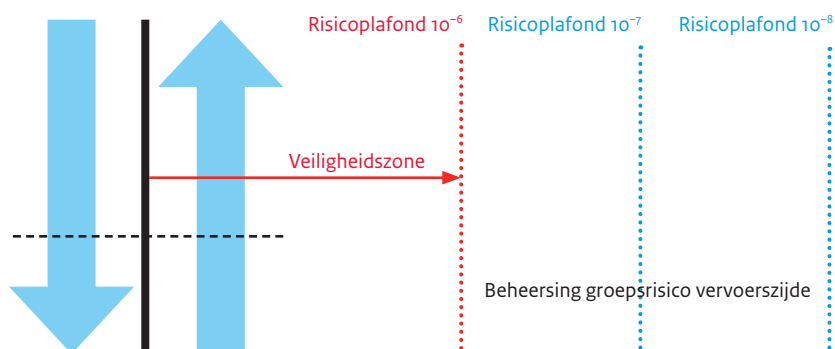 Risicoplafond 10⁻⁶ Risicoplafond 10⁻⁷ Risicoplafond 10⁻⁸
Veiligheidszone
Beheersing groepsrisico vervoerszijde